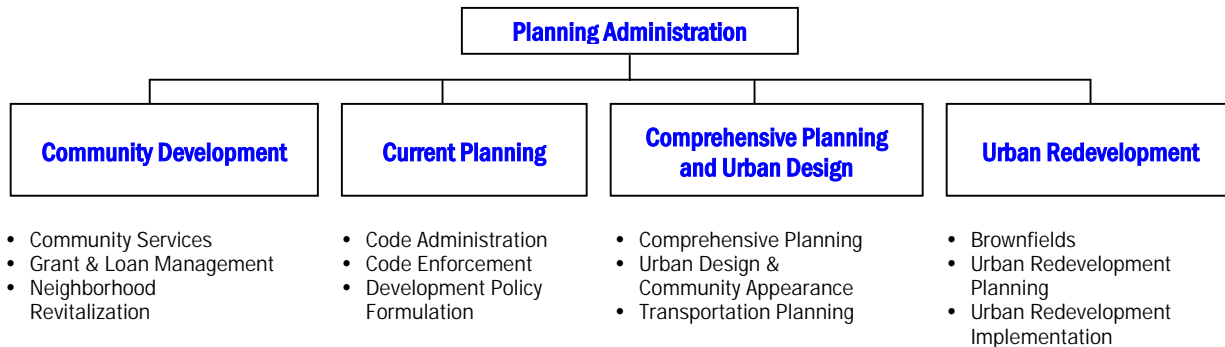 Planning Administration
Community Development
Current Planning
Comprehensive Planning
and Urban Design
Urban Redevelopment
• Community Services
• Grant & Loan Management
• Neighborhood
Revitalization
• Code Administration
• Code Enforcement
• Development Policy
Formulation
• Comprehensive Planning
• Urban Design &
Community Appearance
• Transportation Planning
• Brownfields
• Urban Redevelopment
Planning
• Urban Redevelopment
Implementation